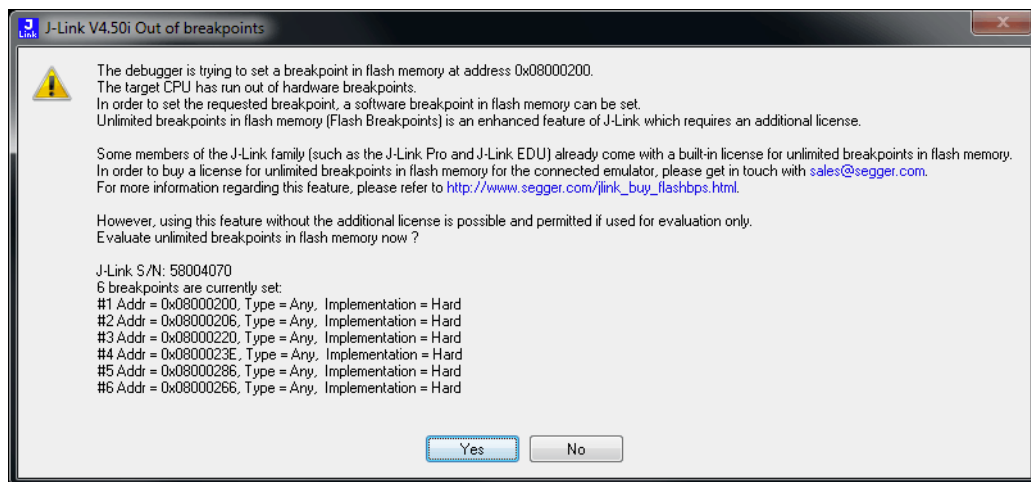 J-Link V4.50i Out of breakpoints
The debugger is trying to set a breakpoint in flash memory at address 0x08000200.
The target CPU has run out of hardware breakpoints.
In order to set the requested breakpoint, a software breakpoint in flash memory can be set.
Unlimited breakpoints in flash memory (Flash Breakpoints) is an enhanced feature of J-Link which requires an additional license.
Some members of the J-Link family (such as the J-Link Pro and J-Link EDU) already come with a built-in license for unlimited breakpoints in flash memory.
In order to buy a license for unlimited breakpoints in flash memory for the connected emulator, please get in touch with sales@segger.com.
For more information regarding this feature, please refer to http://www.segger.com/jlink_buy_flashbps.html.
However, using this feature without the additional license is possible and permitted if used for evaluation only.
Evaluate unlimited breakpoints in flash memory now ?
J-Link S/N: 58004070
6 breakpoints are currently set:
#1 Addr = 0x08000200, Type = Any, Implementation = Hard
#2 Addr = 0x08000206, Type = Any, Implementation = Hard
#3 Addr = 0x08000220, Type = Any, Implementation = Hard
#4 Addr = 0x0800023E, Type = Any, Implementation = Hard
#5 Addr = 0x08000286, Type = Any, Implementation = Hard
#6 Addr = 0x08000266, Type = Any, Implementation = Hard
Yes No